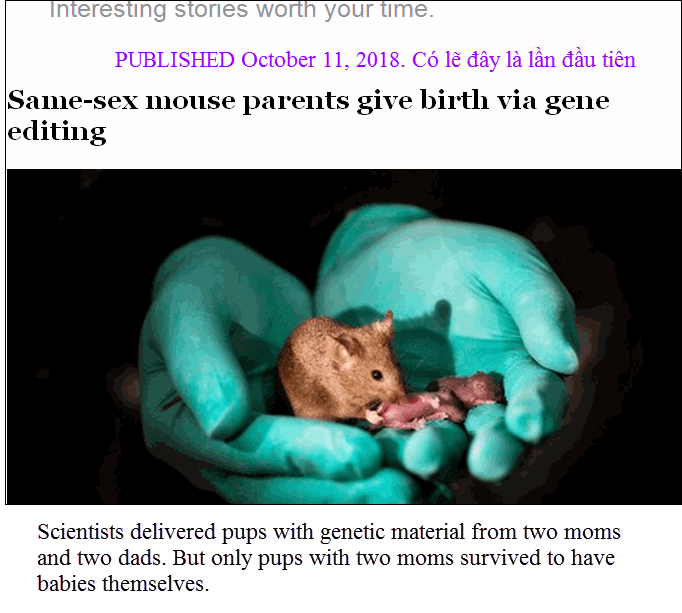 Interesting stories worth your time.
PUBLISHED October 11, 2018. Có lẽ đây là lần đầu tiên
Same-sex mouse parents give birth via gene
editing
Scientists delivered pups with genetic material from two moms
and two dads. But only pups with two moms survived to have
babies themselves.